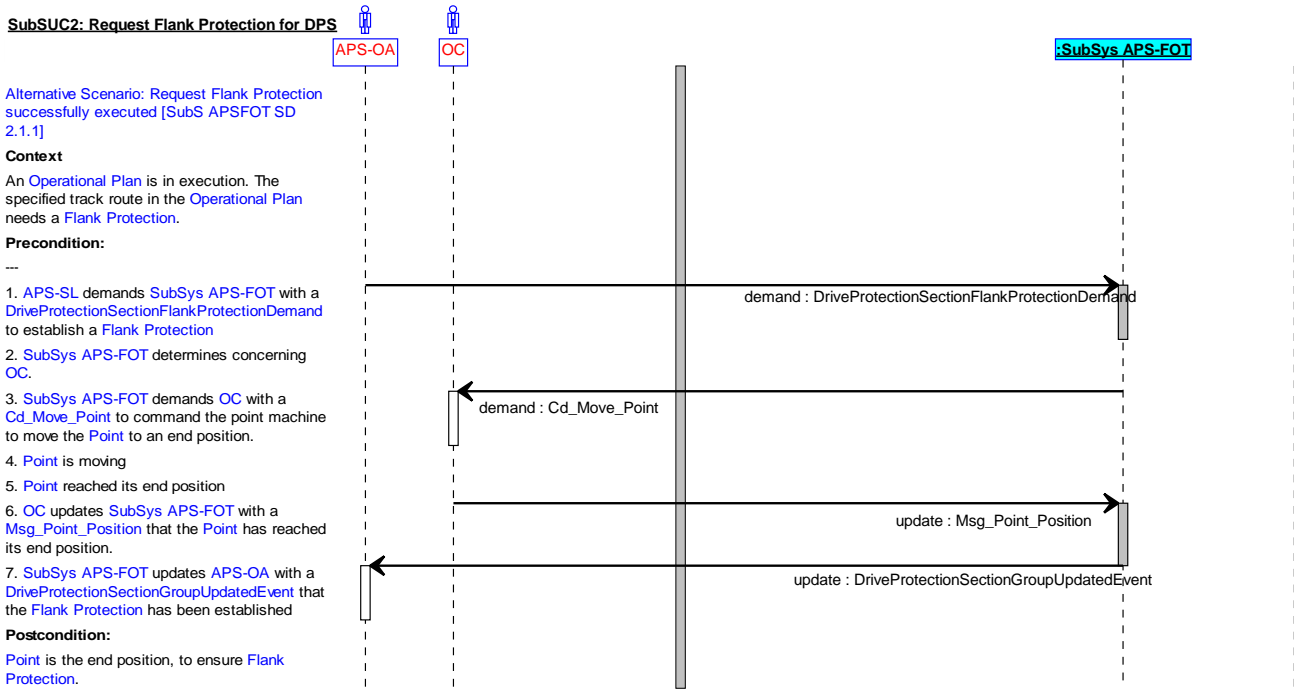 SubSUC2: Request Flank Protection for DPS
APS-OA
OC
:SubSys APS-FOT
Alternative Scenario: Request Flank Protection
successfully executed [SubS APSFOT SD
2.1.1]
Context
An Operational Plan is in execution. The
specified track route in the Operational Plan
needs a Flank Protection.
Precondition:
---
1. APS-SL demands SubSys APS-FOT with a
DriveProtectionSectionFlankProtectionDemand
to establish a Flank Protection
demand : DriveProtectionSectionFlankProtectionDemand
2. SubSys APS-FOT determines concerning
OC.
3. SubSys APS-FOT demands OC with a
Cd_Move_Point to command the point machine
to move the Point to an end position.
demand : Cd_Move_Point
4. Point is moving
5. Point reached its end position
6. OC updates SubSys APS-FOT with a
Msg_Point_Position that the Point has reached
its end position.
update : Msg_Point_Position
7. SubSys APS-FOT updates APS-OA with a
DriveProtectionSectionGroupUpdatedEvent that
the Flank Protection has been established
update : DriveProtectionSectionGroupUpdatedEvent
Postcondition:
Point is the end position, to ensure Flank
Protection.